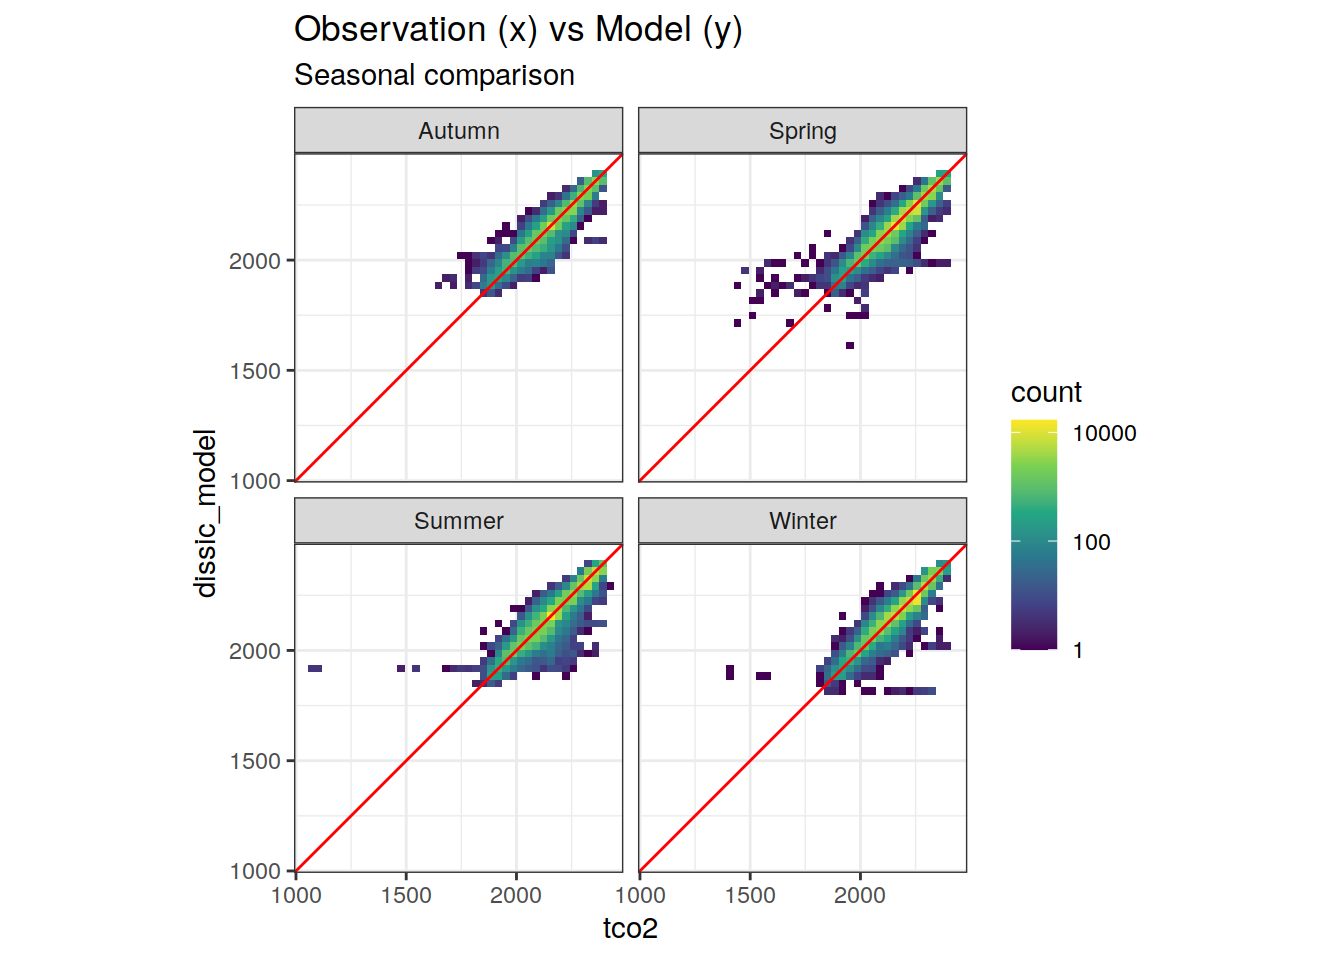 Observation (x) vs Model (y)
Seasonal comparison
Autumn
Spring
2000
1500
1000
Summer
Winter
2000
1500
1000
1000
1500
2000
1000
1500
2000
tco2
dissic_model
count
10000
100
1